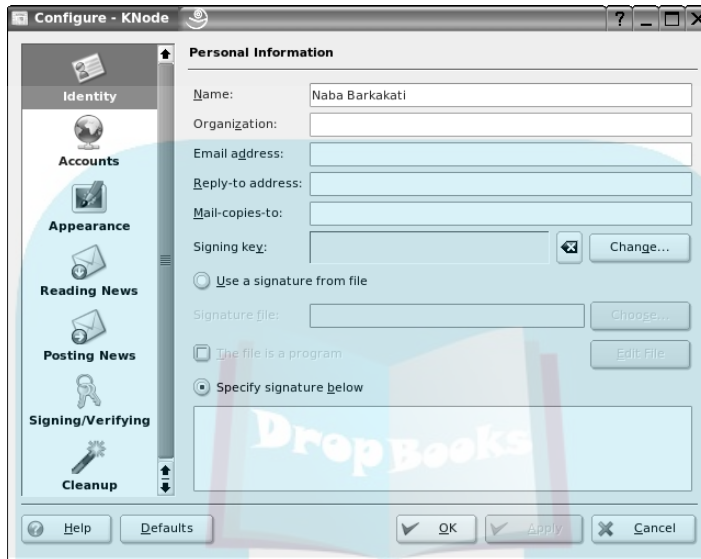 Configure - KNode
Identity
Accounts
Appearance
Reading News
Posting News
Signing/Verifying
Cleanup
Personal Information
Name: Naba Barkakati
Organization:
Email address:
Reply-to address:
Mail-copies-to:
Signing key: Change...
Use a signature from file
Signature file: Choose...
The file is a program Edit File
Specify signature below
DropBooks
Help Defaults OK Apply Cancel